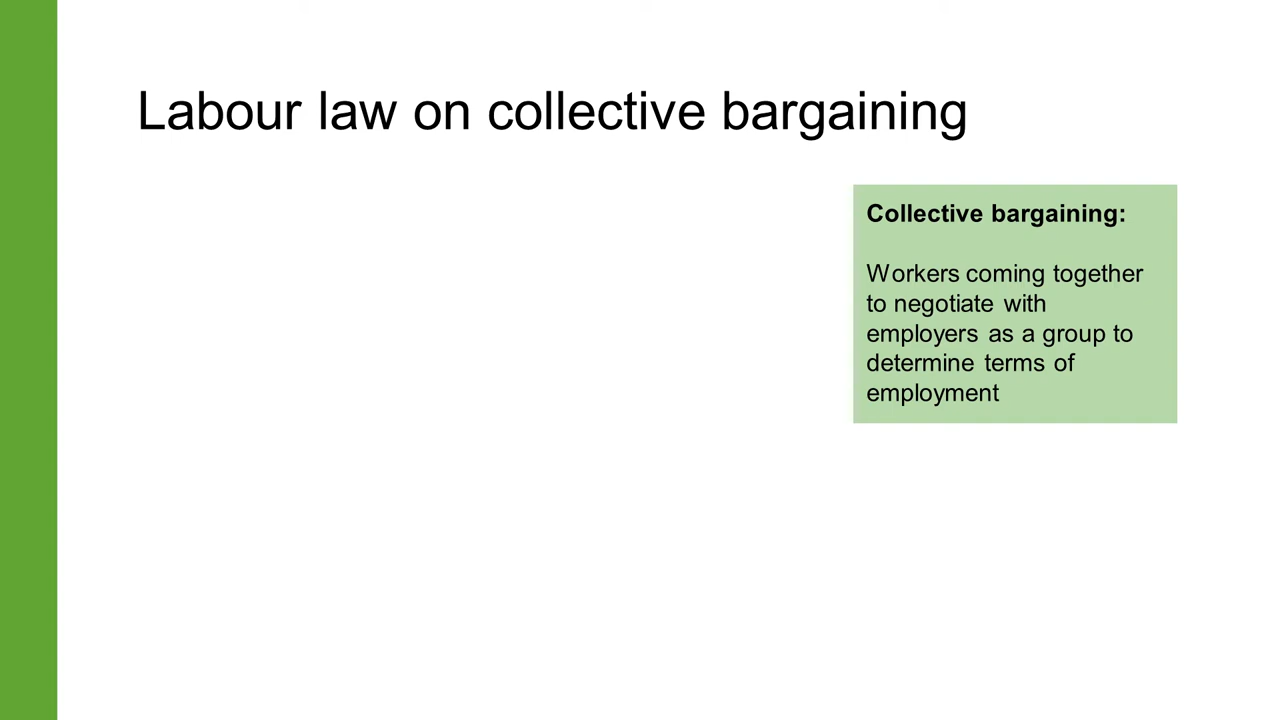 Labour law on collective bargaining
Collective bargaining:
Workers coming together
to negotiate with
employers as a group to
determine terms of
employment